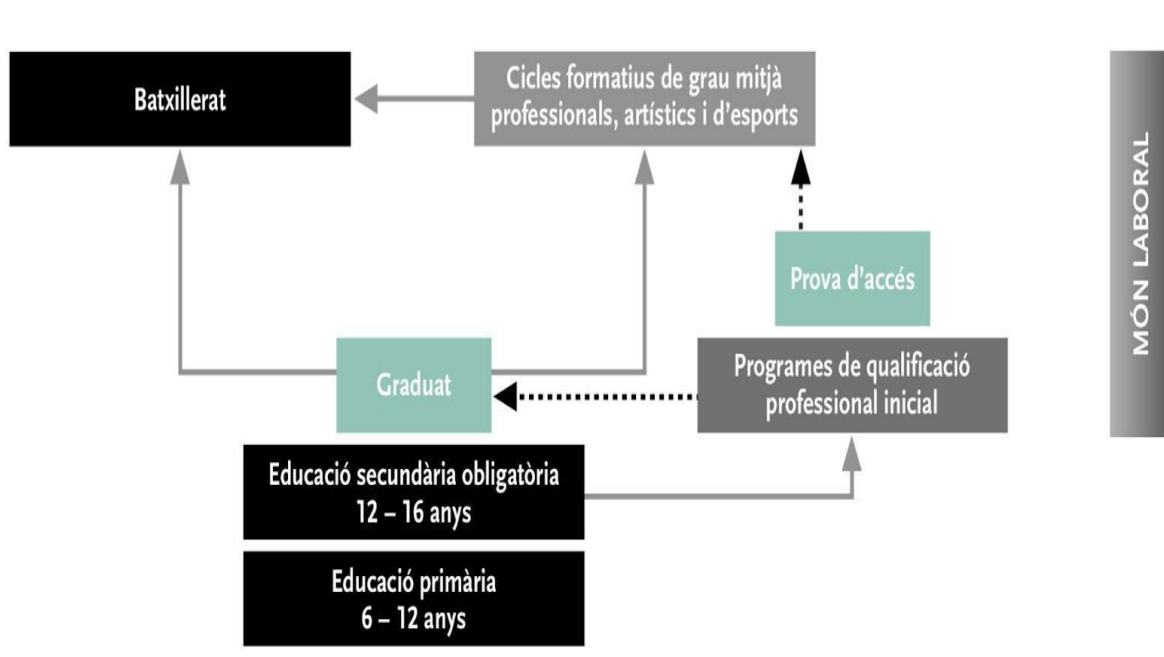 Batxillerat
Cicles formatius de grau mitjà
professionals, artístics i d'esports
Prova d'accés
Graduat
Programes de qualificació
professional inicial
Educació secundària obligatòria
12 – 16 anys
Educació primària
6 – 12 anys
MÓN LABORAL